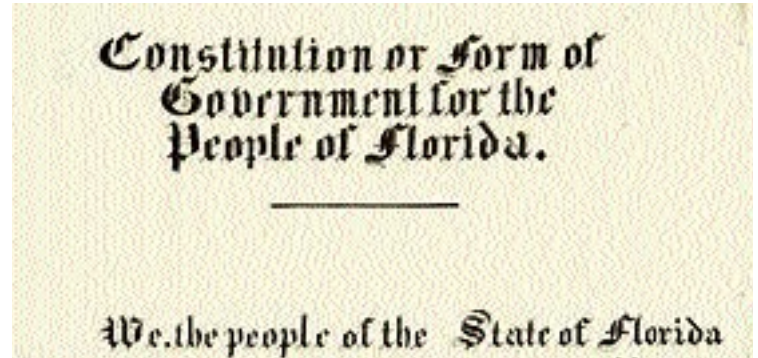 Constitution or Form of
Government for the
People of Florida.
We, the people of the State of Florida